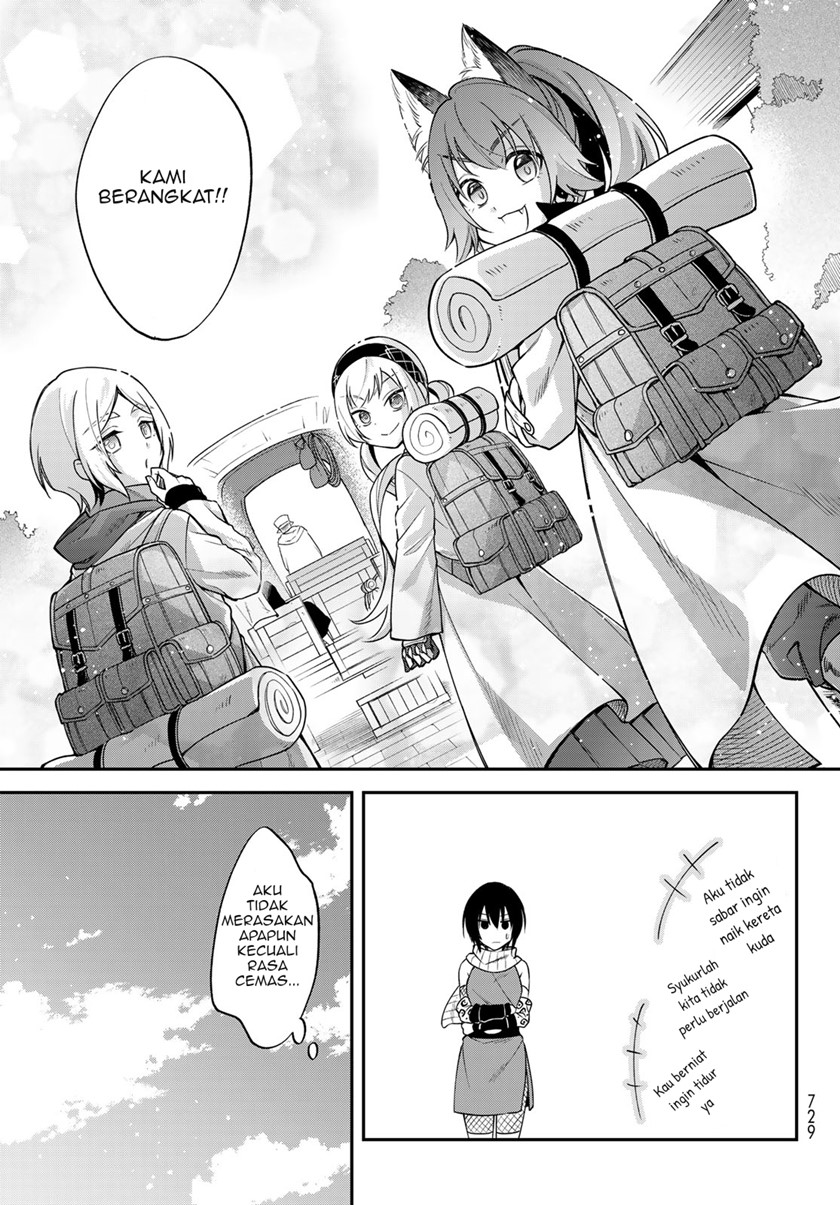 KAMI
BERANGKAT!!
Aku tidak
sabar ingin
naik kereta
kuda
Syukurlah
kita tidak
perlu berjalan
Kau berniat
ingin tidur
ya
AKU
TIDAK
MERASAKAN
APAPUN
KECUALI
RASA
CEMAS...
729